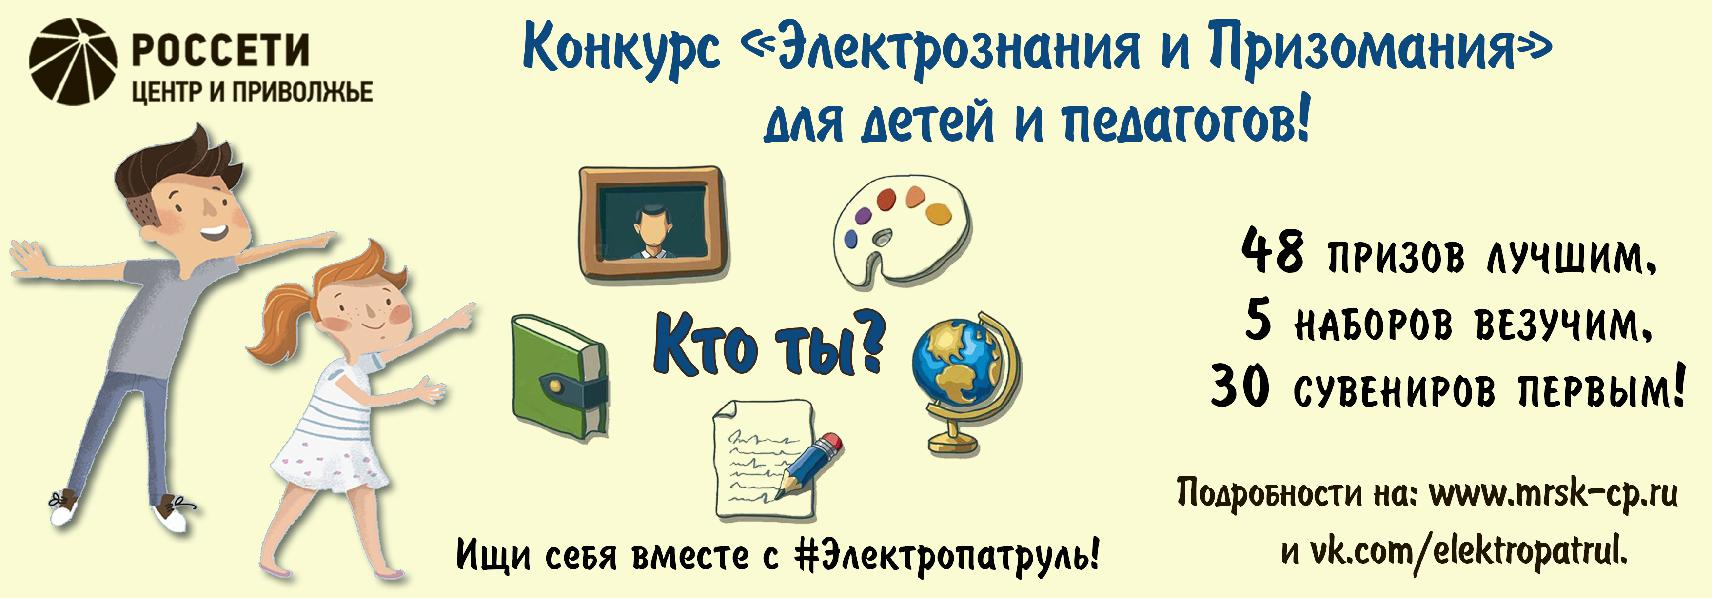 РОССЕТИ
ЦЕНТР И ПРИВОЛЖЬЕ
Конкурс «Электрознания и Призомания»
для детей и педагогов!
Кто ты?
48 призов лучшим,
5 наборов везучим,
30 сувениров первым!
Подробности на: www.mrsk-cp.ru
и vk.com/elektropatrul.
Ищи себя вместе с #Электропатруль!